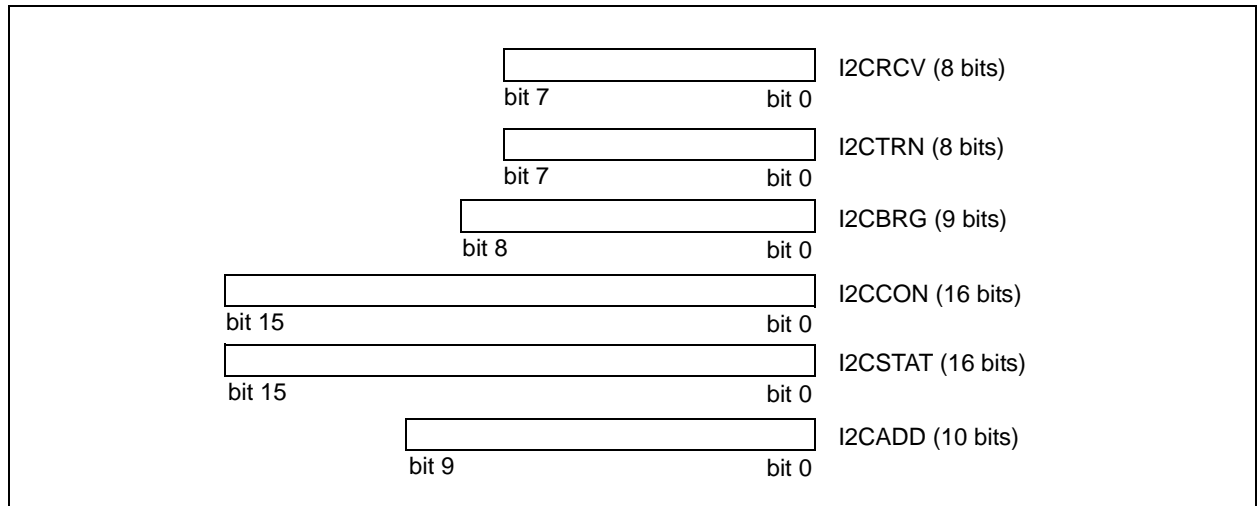 I2CRCV (8 bits)
bit 7 bit 0
I2CTRN (8 bits)
bit 7 bit 0
I2CBRG (9 bits)
bit 8 bit 0
I2CCON (16 bits)
bit 15 bit 0
I2CSTAT (16 bits)
bit 15 bit 0
I2CADD (10 bits)
bit 9 bit 0